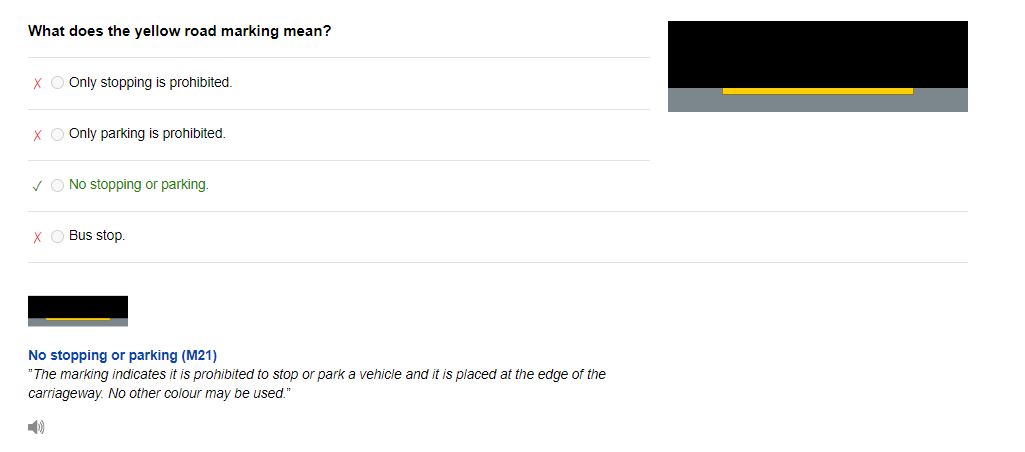 What does the yellow road marking mean?
Only stopping is prohibited.
Only parking is prohibited.
No stopping or parking.
Bus stop.
No stopping or parking (M21)
"The marking indicates it is prohibited to stop or park a vehicle and it is placed at the edge of the
carriageway. No other colour may be used."